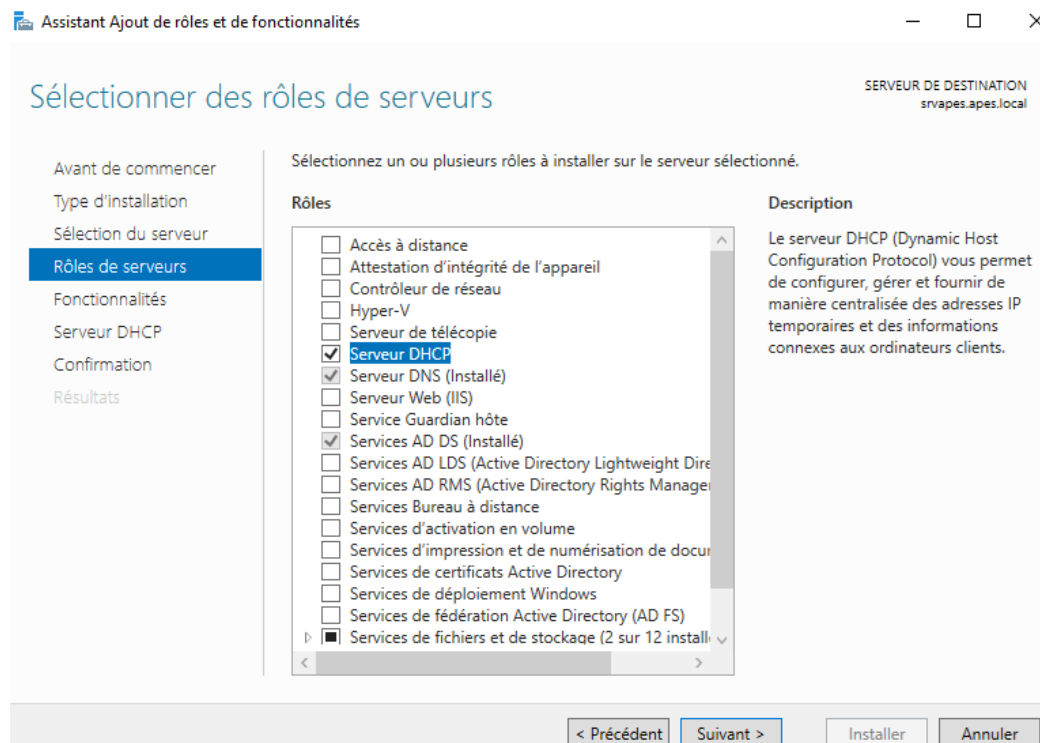 Assistant Ajout de rôles et de fonctionnalités
Sélectionner des rôles de serveurs
SERVEUR DE DESTINATION
srvapes.apes.local
Avant de commencer
Type d'installation
Sélection du serveur
Rôles de serveurs
Fonctionnalités
Serveur DHCP
Confirmation
Résultats
Sélectionnez un ou plusieurs rôles à installer sur le serveur sélectionné.
Rôles
Accès à distance
Attestation d'intégrité de l'appareil
Contrôleur de réseau
Hyper-V
Serveur de télécopie
Serveur DHCP
Serveur DNS (Installé)
Serveur Web (IIS)
Service Guardian hôte
Services AD DS (Installé)
Services AD LDS (Active Directory Lightweight Dire
Services AD RMS (Active Directory Rights Manager
Services Bureau à distance
Services d'activation en volume
Services d'impression et de numérisation de docur
Services de certificats Active Directory
Services de déploiement Windows
Services de fédération Active Directory (AD FS)
Services de fichiers et de stockage (2 sur 12 install
Description
Le serveur DHCP (Dynamic Host
Configuration Protocol) vous permet
de configurer, gérer et fournir de
manière centralisée des adresses IP
temporaires et des informations
connexes aux ordinateurs clients.
< Précédent
Suivant >
Installer
Annuler